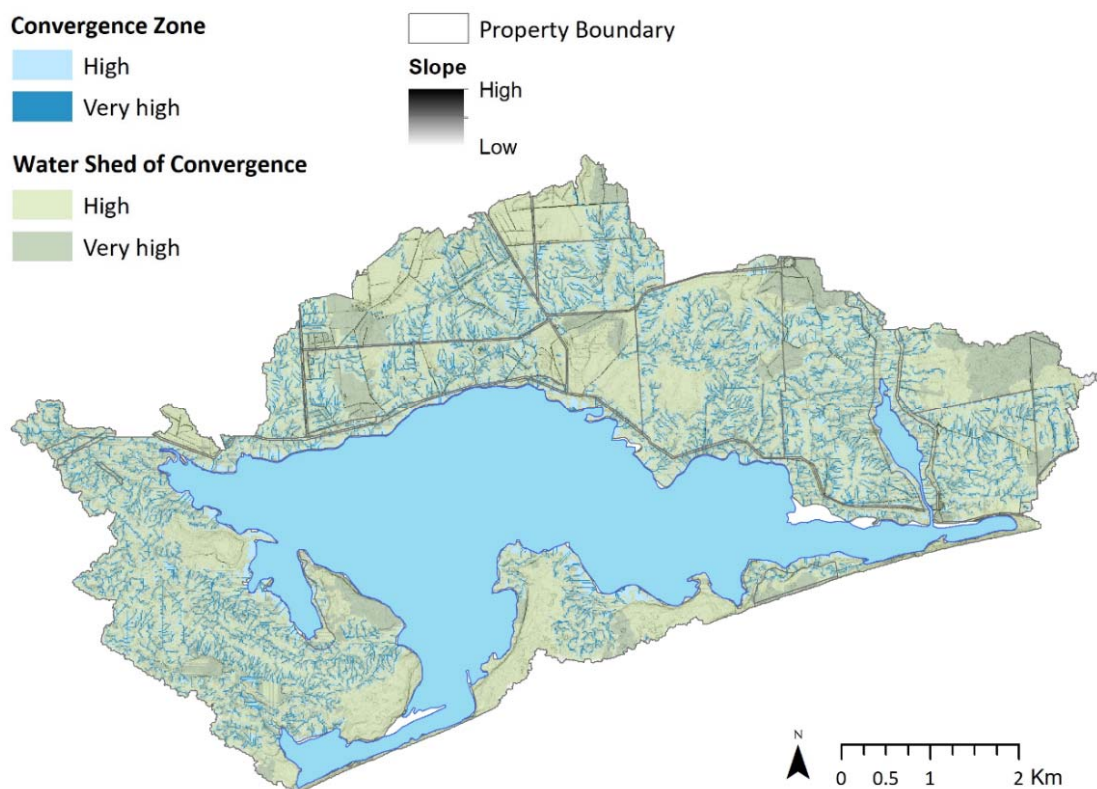 Convergence Zone
High
Very high
Water Shed of Convergence
High
Very high
Property Boundary
Slope
High
Low
N
0 0.5 1 2 Km